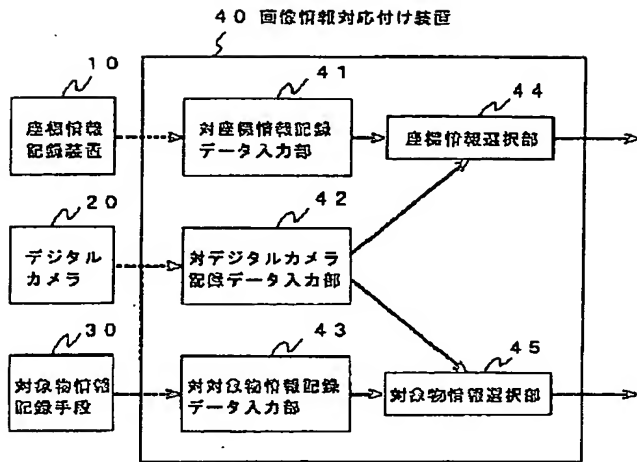 40 画像情報対応付け装置
10
座標情報
記録装置
41
対座標情報記録
データ入力部
44
座標情報選択部
20
デジタル
カメラ
42
対デジタルカメラ
記録データ入力部
30
対象物情報
記録手段
43
対対象物情報記録
データ入力部
45
対象物情報選択部